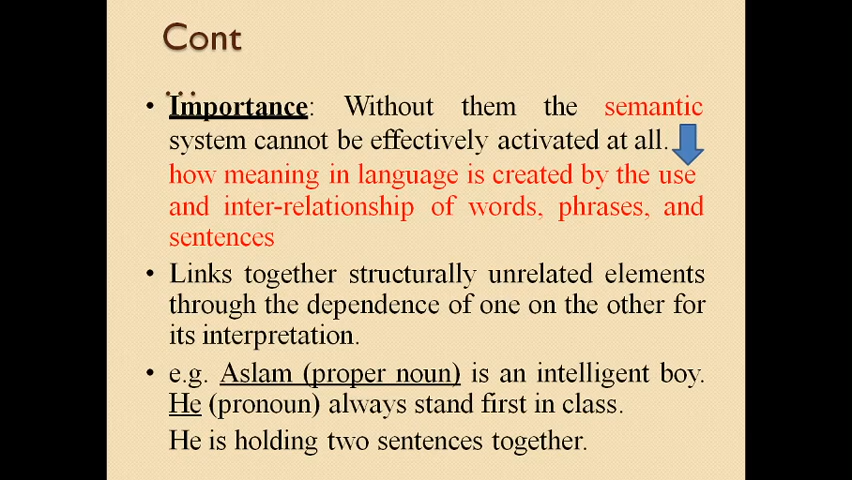 Cont
...
• Importance: Without them the semantic
system cannot be effectively activated at all.
how meaning in language is created by the use
and inter-relationship of words, phrases, and
sentences
• Links together structurally unrelated elements
through the dependence of one on the other for
its interpretation.
• e.g. Aslam (proper noun) is an intelligent boy.
He (pronoun) always stand first in class.
He is holding two sentences together.